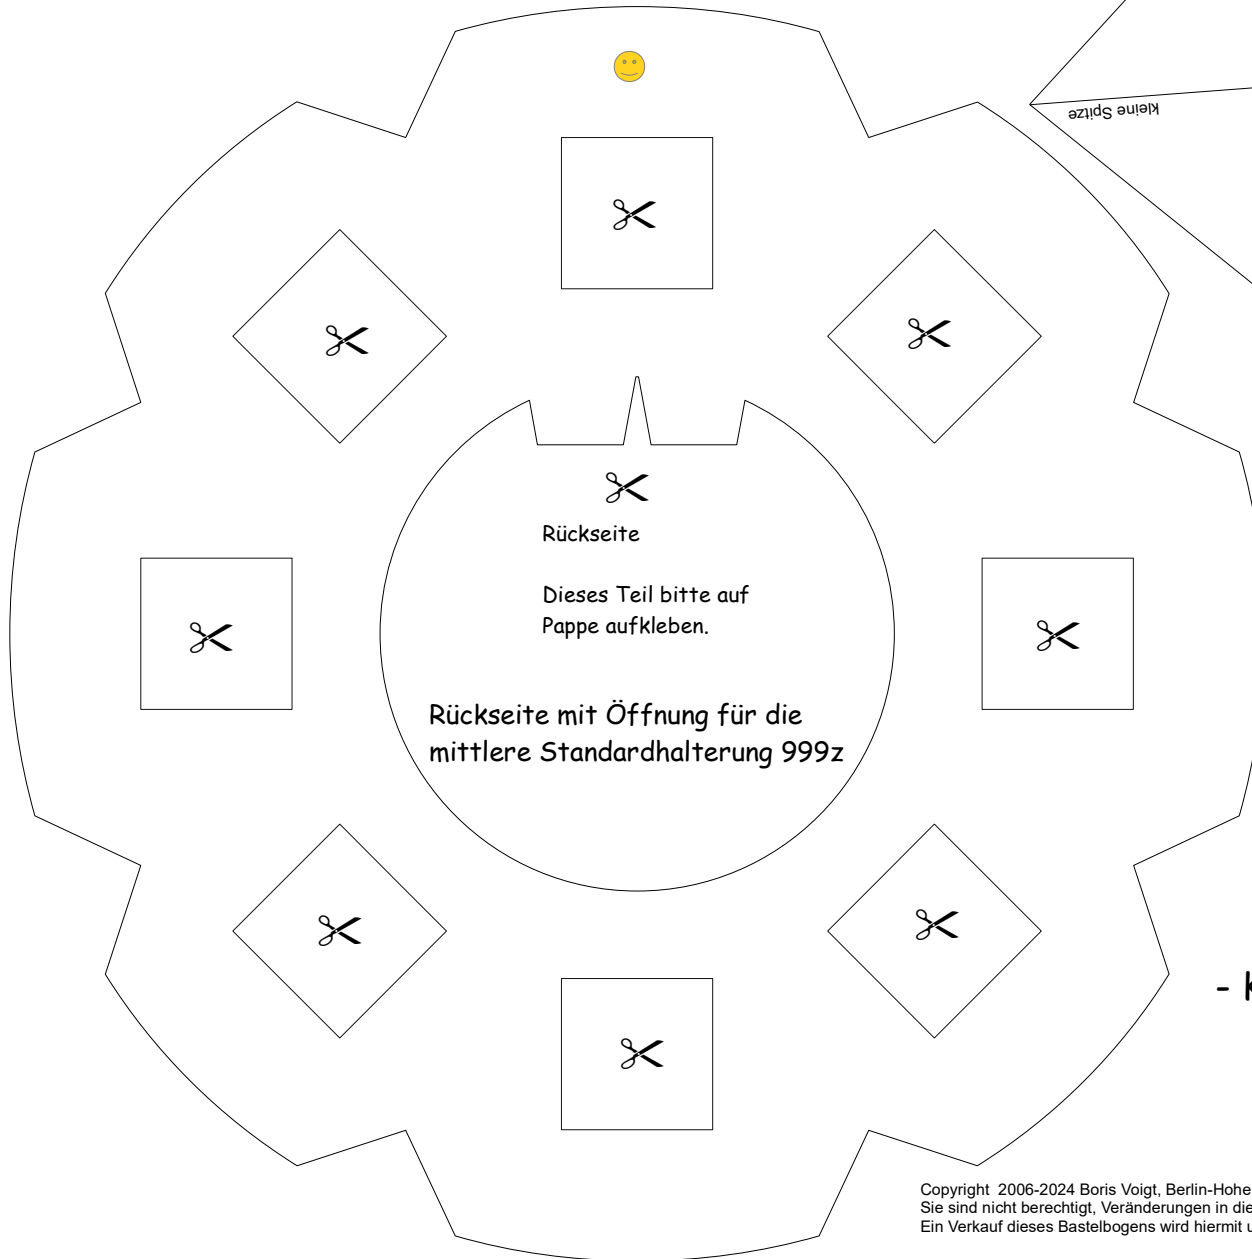 kleine Spitze
Rückseite
Dieses Teil bitte auf
Pappe aufkleben.
Rückseite mit Öffnung für die
mittlere Standardhalterung 999z
-
Copyright  2006-2024 Boris Voigt, Berlin-Hohe
Sie sind nicht berechtigt, Veränderungen in die
Ein Verkauf dieses Bastelbogens wird hiermit u